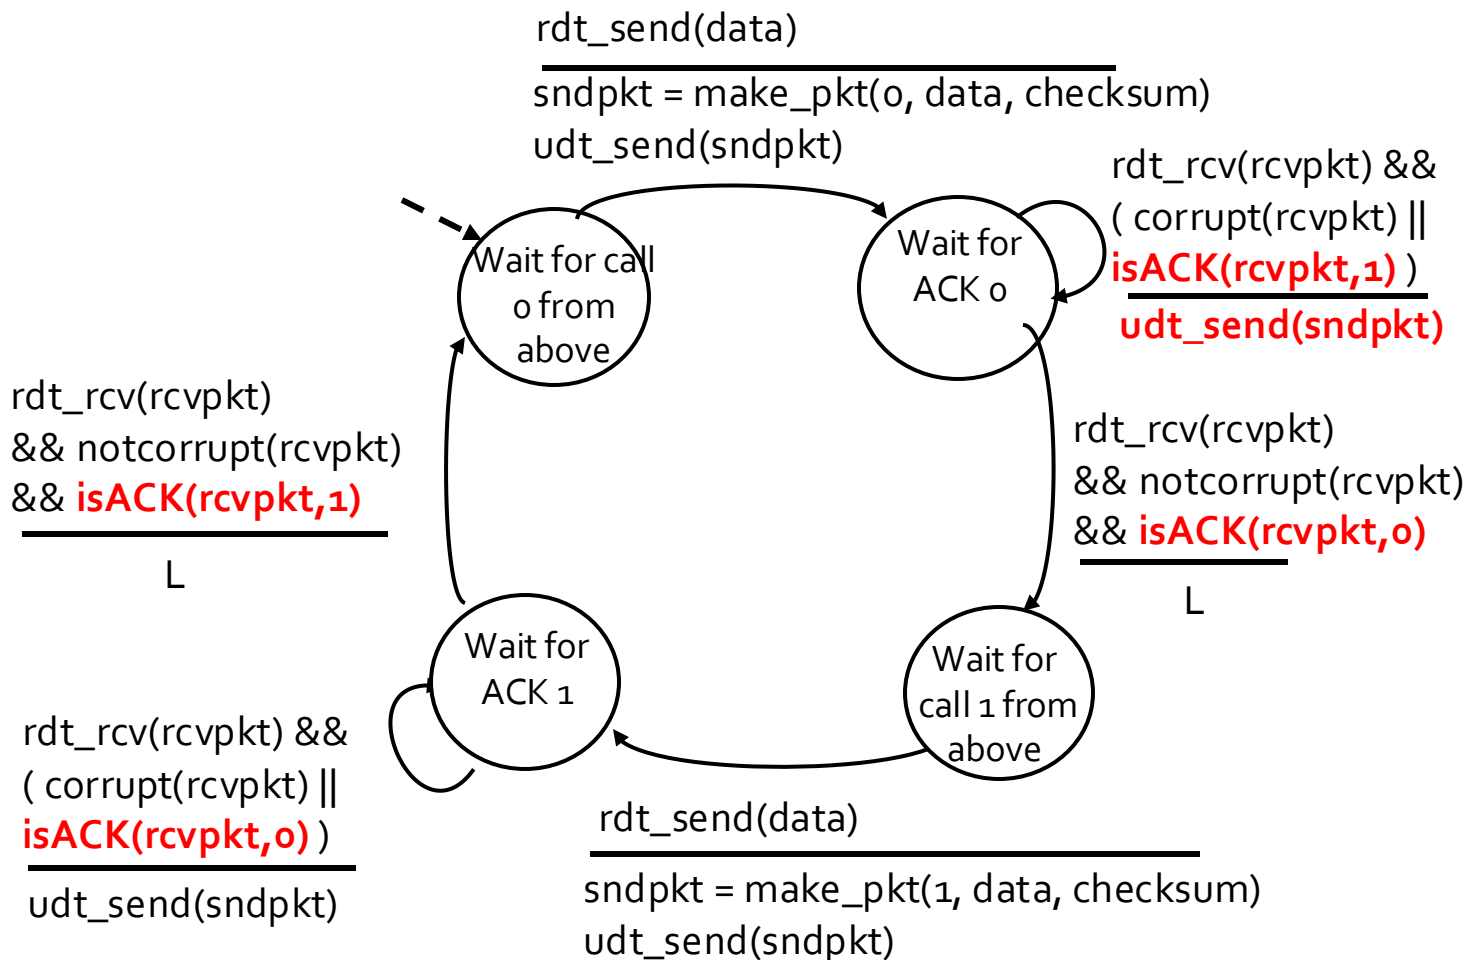 rdt_send(data)
sndpkt = make_pkt(0, data, checksum)
udt_send(sndpkt)
rdt_rcv(rcvpkt) &&
( corrupt(rcvpkt) ||
isACK(rcvpkt,1) )
udt_send(sndpkt)
Wait for call
0 from
above
Wait for
ACK 0
rdt_rcv(rcvpkt)
&& notcorrupt(rcvpkt)
&& isACK(rcvpkt,1)
L
rdt_rcv(rcvpkt)
&& notcorrupt(rcvpkt)
&& isACK(rcvpkt,0)
L
Wait for
ACK 1
Wait for
call 1 from
above
rdt_rcv(rcvpkt) &&
( corrupt(rcvpkt) ||
isACK(rcvpkt,0) )
udt_send(sndpkt)
rdt_send(data)
sndpkt = make_pkt(1, data, checksum)
udt_send(sndpkt)